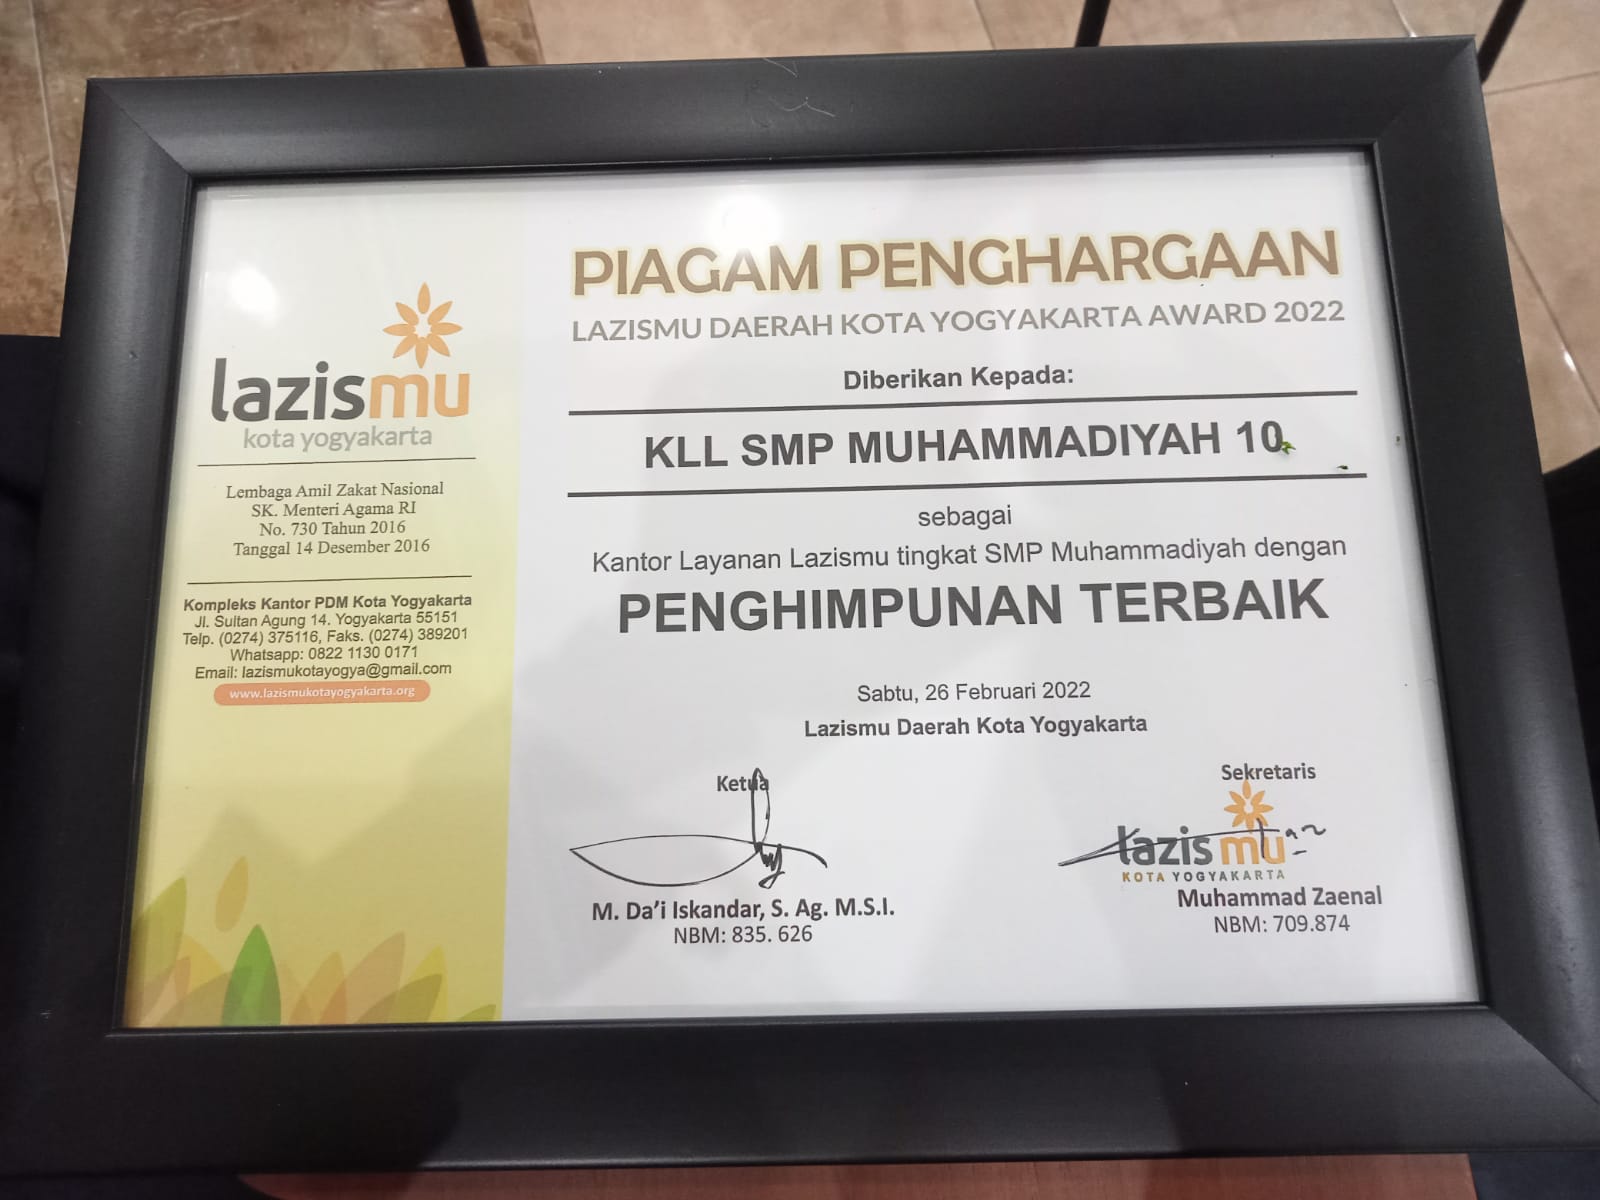 lazismu
kota yogyakarta
Lembaga Amil Zakat Nasional
SK. Menteri Agama RI
No. 730 Tahun 2016
Tanggal 14 Desember 2016
Kompleks Kantor PDM Kota Yogyakarta
Jl. Sultan Agung 14. Yogyakarta 55151
Telp. (0274) 375116, Faks. (0274) 389201
Whatsapp: 0822 1130 0171
Email: lazismukotayogya@gmail.com
www.lazismukotayogyakarta.org
PIAGAM PENGHARGAAN
LAZISMU DAERAH KOTA YOGYAKARTA AWARD 2022
Diberikan Kepada:
KLL SMP MUHAMMADIYAH 10
sebagai
Kantor Layanan Lazismu tingkat SMP Muhammadiyah dengan
PENGHIMPUNAN TERBAIK
Sabtu, 26 Februari 2022
Lazismu Daerah Kota Yogyakarta
Ketua
M. Da'i Iskandar, S. Ag. M.S.I.
NBM: 835. 626
Sekretaris
lazismu
KOTA YOGYAKARTA
Muhammad Zaenal
NBM: 709.874